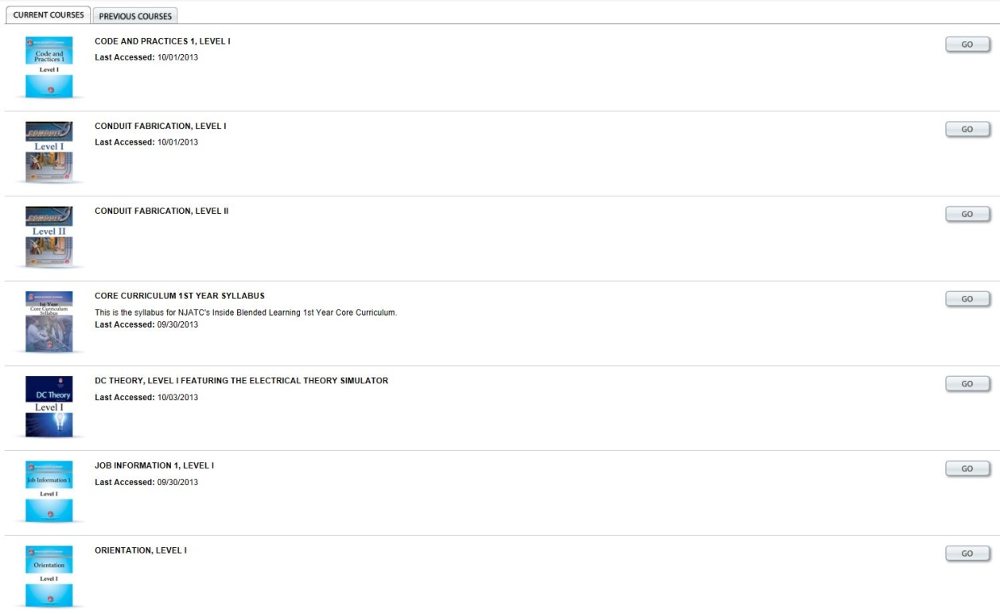 CURRENT COURSES
PREVIOUS COURSES
Code and
Practices 1
Level I
CODE AND PRACTICES 1, LEVEL I
Last Accessed: 10/01/2013
GO
CONDUIT
Level I
CONDUIT FABRICATION, LEVEL I
Last Accessed: 10/01/2013
GO
CONDUIT
Level II
CONDUIT FABRICATION, LEVEL II
GO
1st Year
Core Curriculum
Syllabus
CORE CURRICULUM 1ST YEAR SYLLABUS
This is the syllabus for NJATC's Inside Blended Learning 1st Year Core Curriculum.
Last Accessed: 09/30/2013
GO
DC Theory
Level I
DC THEORY, LEVEL I FEATURING THE ELECTRICAL THEORY SIMULATOR
Last Accessed: 10/03/2013
GO
Job Information 1
Level I
JOB INFORMATION 1, LEVEL I
Last Accessed: 09/30/2013
GO
Orientation
Level I
ORIENTATION, LEVEL I
GO